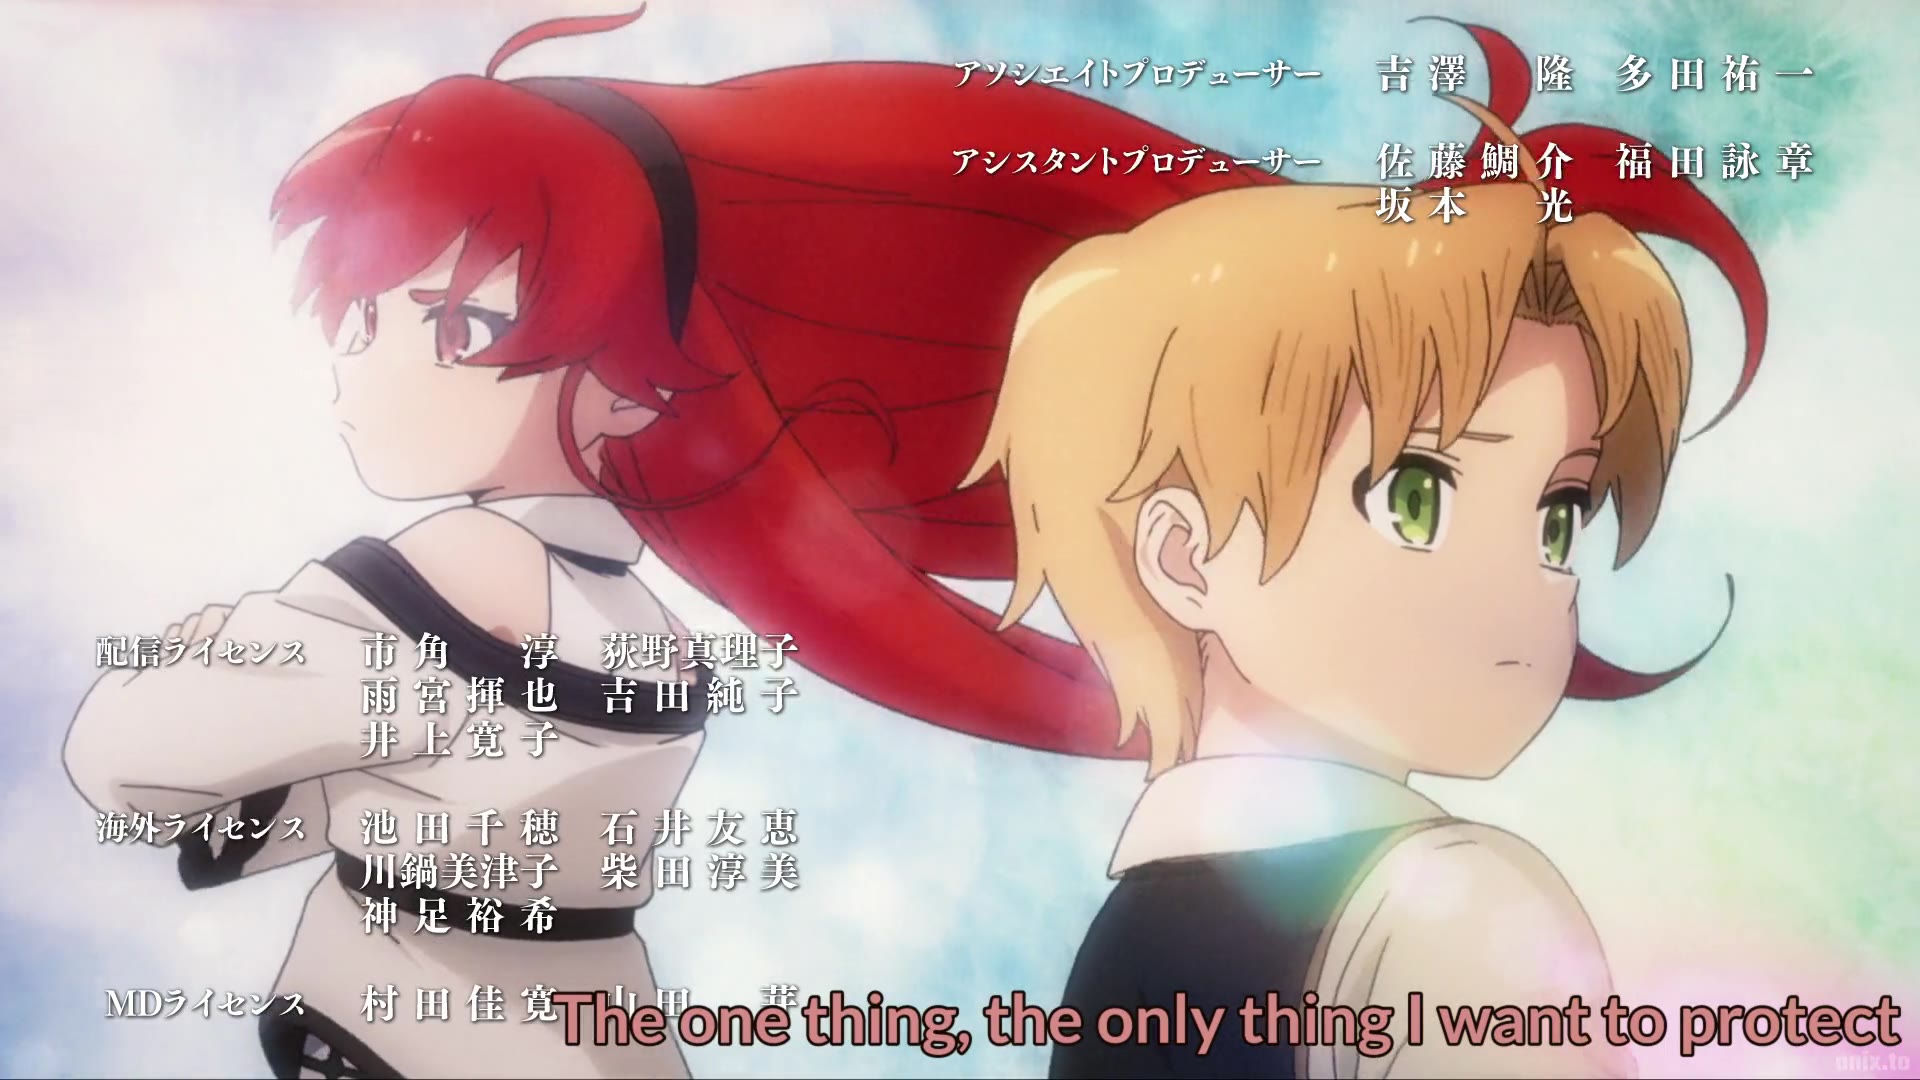 アソシエイトプロデューサー 吉澤 隆 多田祐一
アシスタントプロデューサー 佐藤鯛介 福田詠章
坂本 光
配信ライセンス 市角 淳 荻野真理子
雨宮揮也 吉田純子
井上寛子
海外ライセンス 池田千穂 石井友恵
川鍋美津子 柴田淳美
神足裕希
MDライセンス 村田佳寛 山田
The one thing, the only thing I want to protect
anix.to